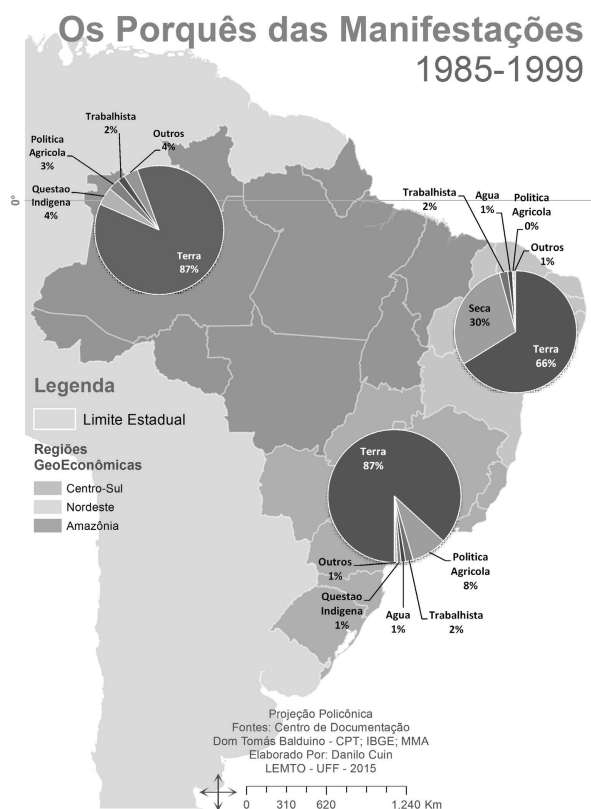 Os Porquês das Manifestações
1985-1999
Trabalhista
2%
Outros
4%
Politica
Agricola
3%
Questao
Indigena
4%
Terra
87%
0°
Trabalhista
2%
Agua
1%
Politica
Agricola
0%
Outros
1%
Seca
30%
Terra
66%
Legenda
Limite Estadual
Regiões
GeoEconômicas
Centro-Sul
Nordeste
Amazônia
Terra
87%
Outros
1%
Questao
Indigena
1%
Agua
1%
Trabalhista
2%
Politica
Agricola
8%
Projeção Policônica
Fontes: Centro de Documentação
Dom Tomás Balduino - CPT; IBGE; MMA
Elaborado Por: Danilo Cuin
LEMTO - UFF - 2015
0 310 620 1.240 Km